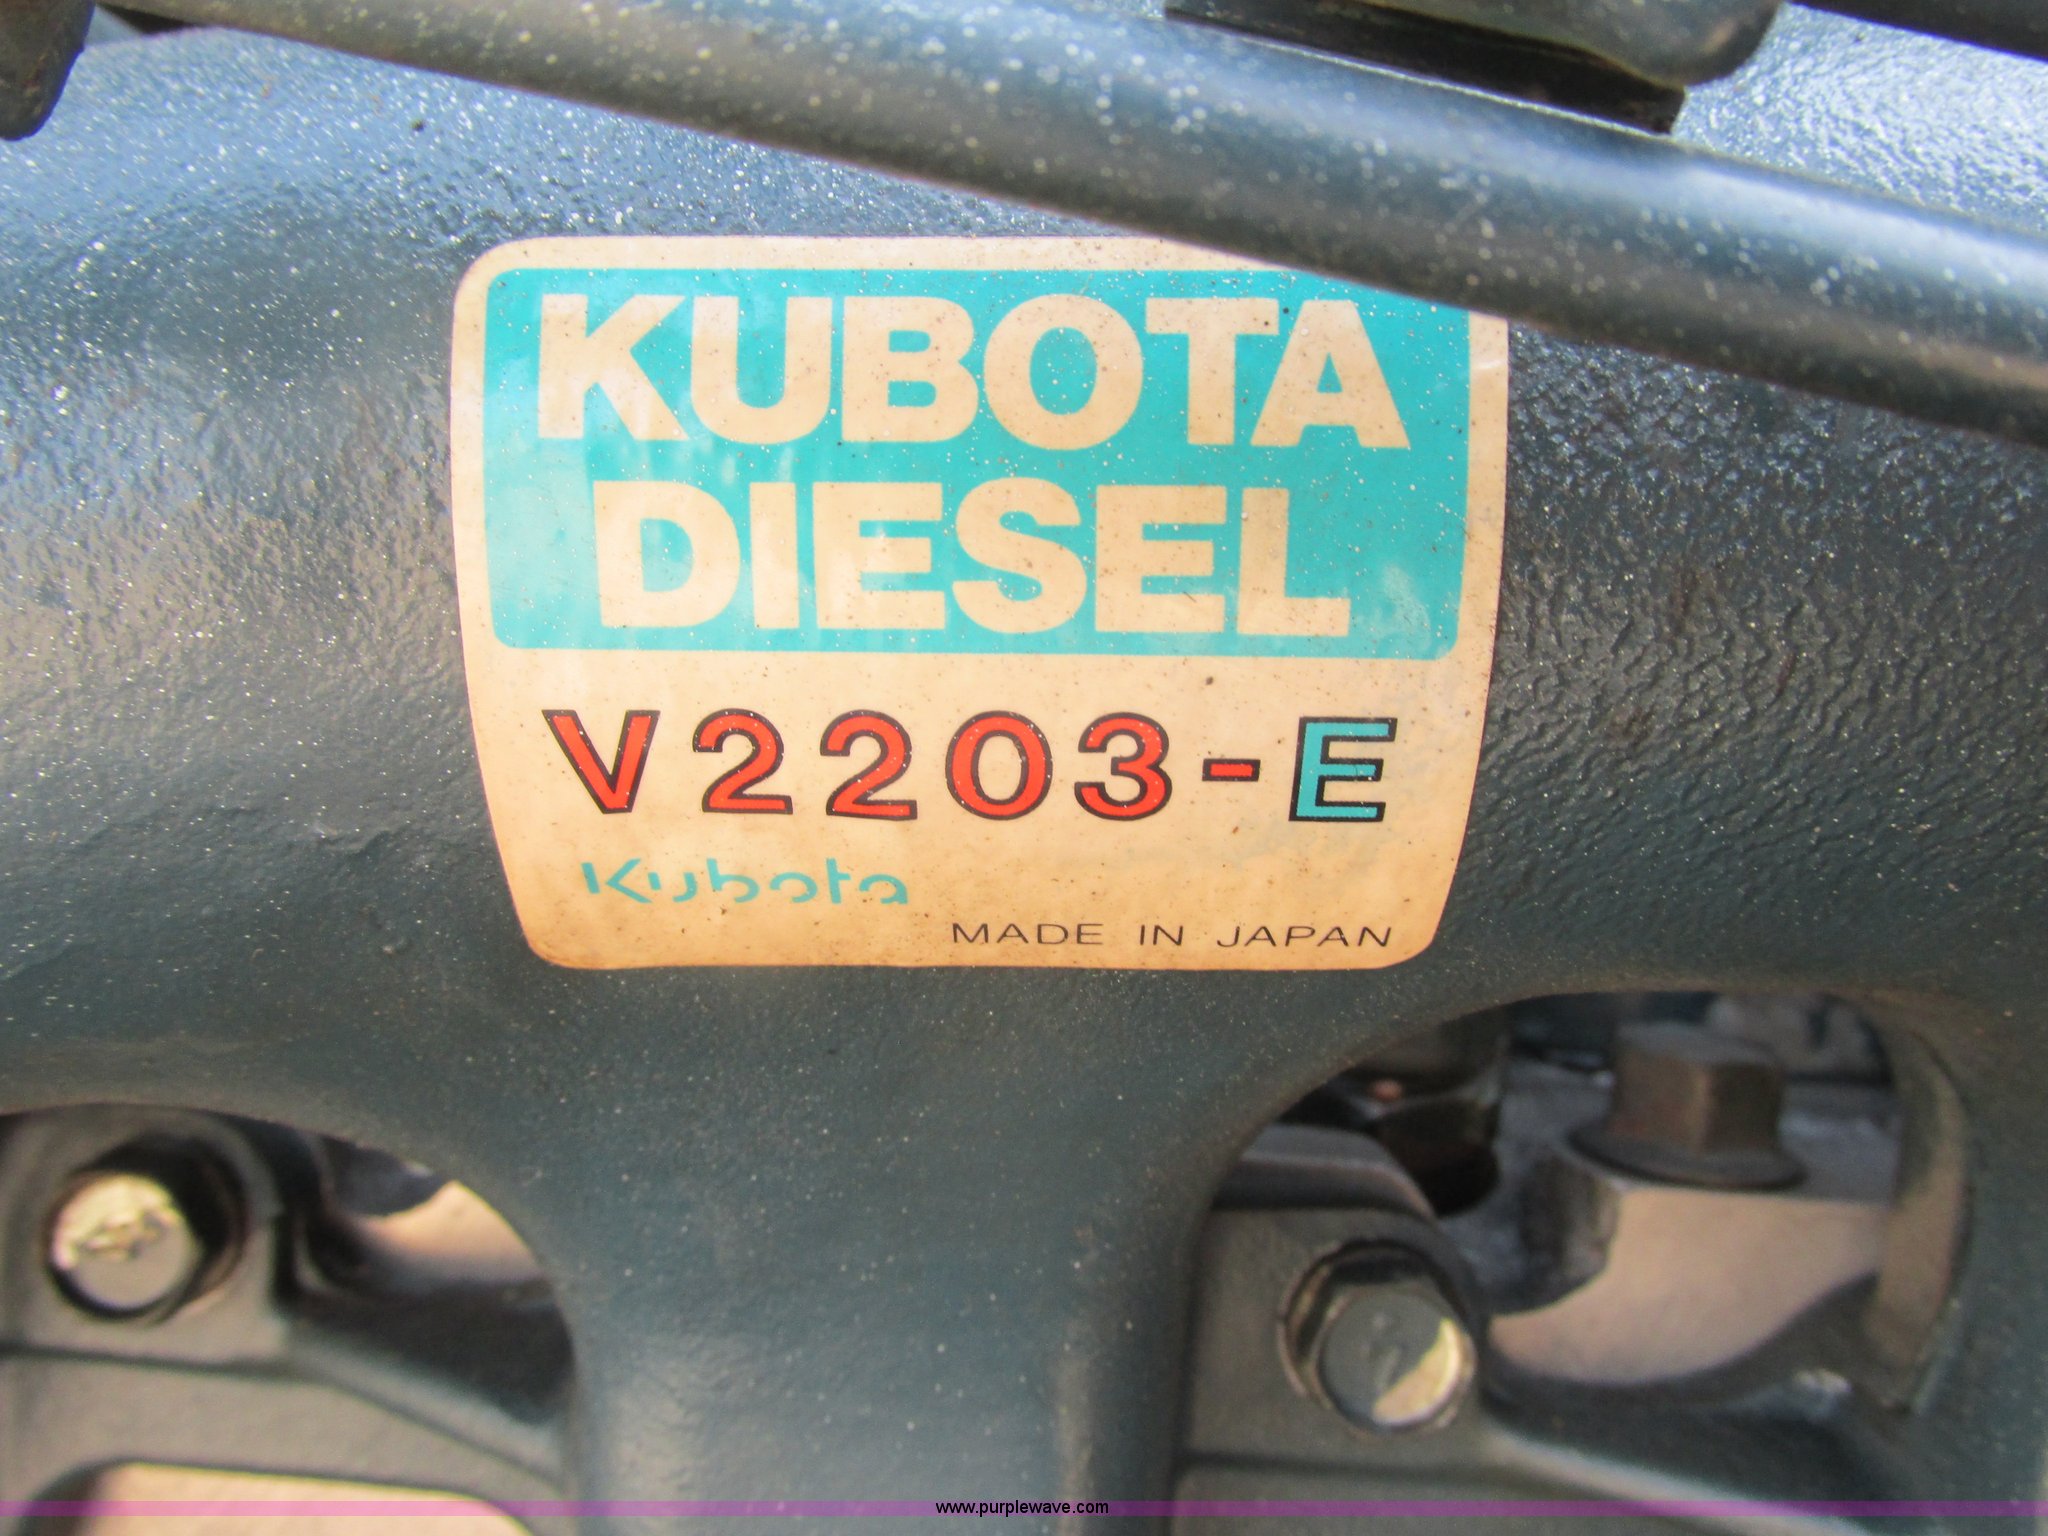 KUBOTA
DIESEL
V2203-E
Kubota
MADE IN JAPAN
www.purplewave.com